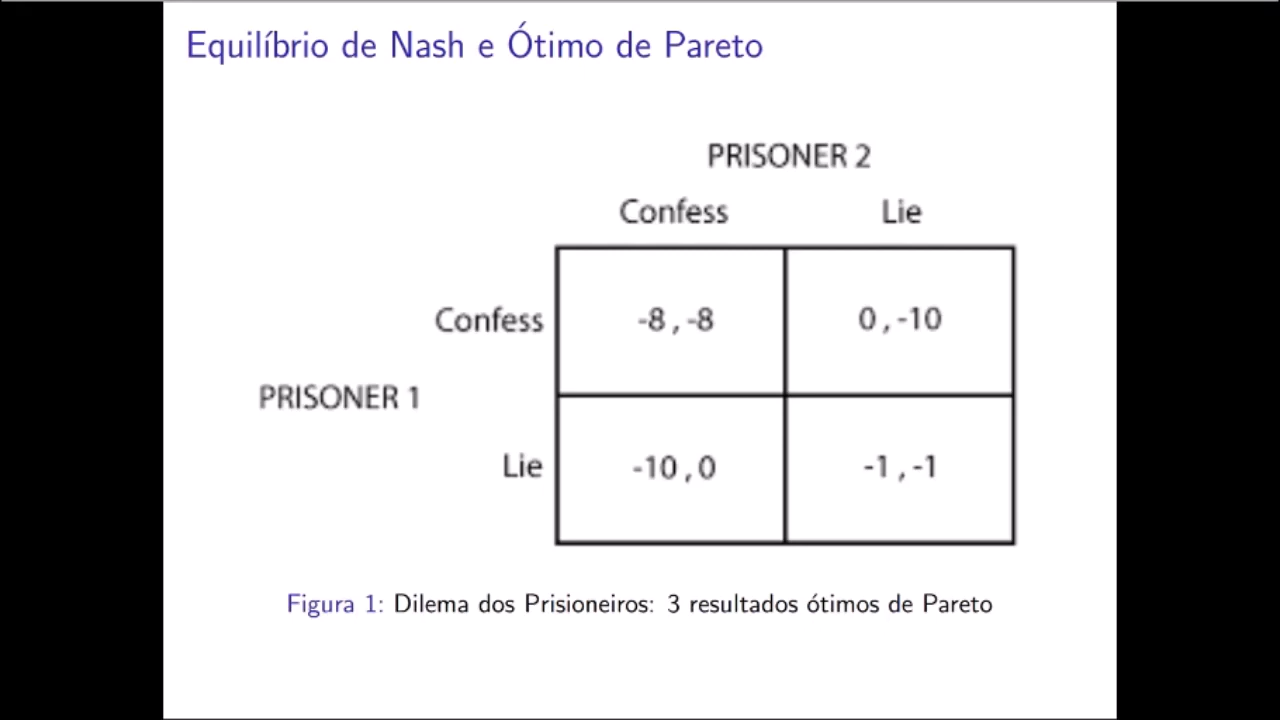 Equilíbrio de Nash e Ótimo de Pareto
PRISONER 2
Confess Lie
Confess -8 , -8 0 , -10
PRISONER 1
Lie -10 , 0 -1 , -1
Figura 1: Dilema dos Prisioneiros: 3 resultados ótimos de Pareto